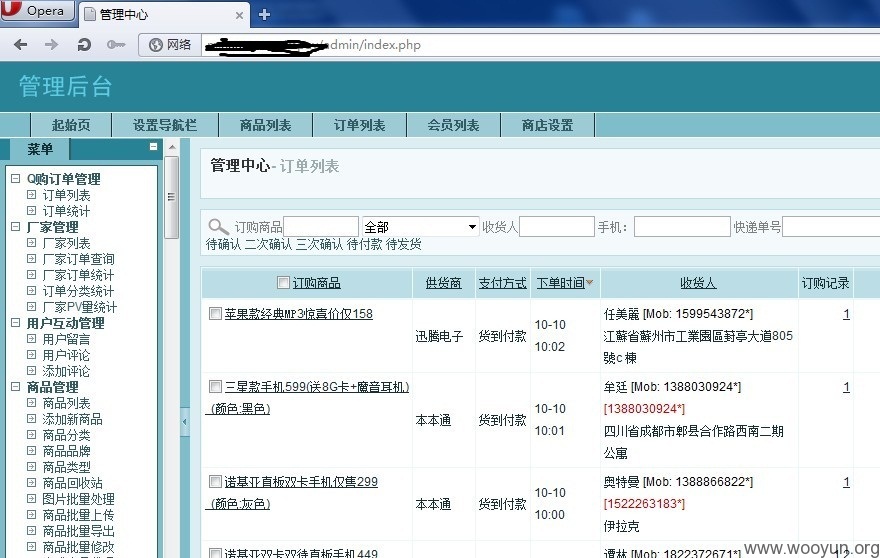 Opera
管理中心
网络
/admin/index.php
管理后台
起始页 设置导航栏 商品列表 订单列表 会员列表 商店设置
菜单
Q购订单管理
订单列表
订单统计
厂家管理
厂家列表
厂家订单查询
厂家订单统计
订单分类统计
厂家PV量统计
用户互动管理
用户留言
用户评论
添加评论
商品管理
商品列表
添加新商品
商品分类
商品品牌
商品类型
商品回收站
图片批量处理
商品批量上传
商品批量导出
商品批量修改
管理中心 - 订单列表
订购商品 全部 收货人 手机： 快递单号
待确认 二次确认 三次确认 待付款 待发货
订购商品 供货商 支付方式 下单时间 收货人 订购记录
苹果款经典MP3惊喜价仅158
迅腾电子
货到付款
10-10
10:02
任美麗 [Mob: 1599543872*]
江蘇省蘇州市工業園區葑亭大道805
號c 棟
1
三星款手机599(送8G卡+魔音耳机)
(颜色:黑色)
本本通
货到付款
10-10
10:01
牟廷 [Mob: 1388030924*]
[1388030924*]
四川省成都市郫县合作路西南二期
公寓
1
诺基亚直板双卡手机仅售299
(颜色:灰色)
本本通
货到付款
10-10
10:00
奥特曼 [Mob: 1388866822*]
[1522263183*]
伊拉克
1
诺基亚双卡双待直板手机449
谭林 [Mob: 1822372671*]
12
www.wooyun.org